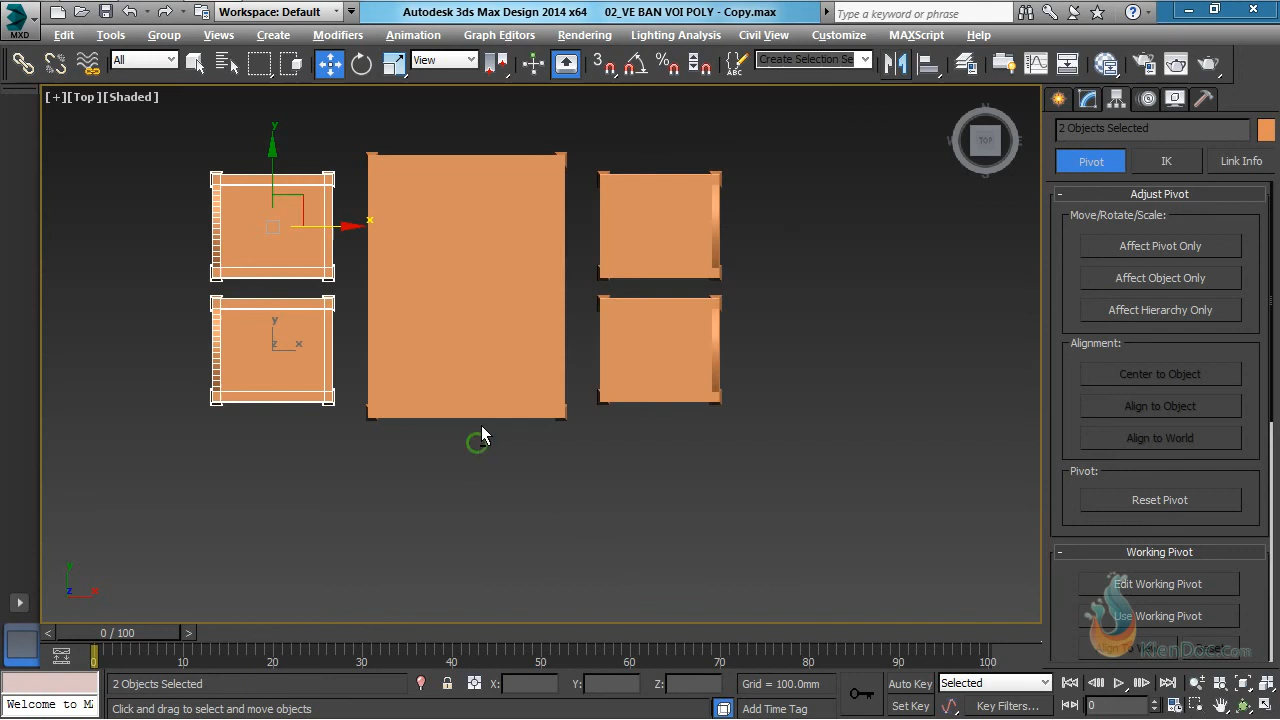 MXD
Workspace: Default
Autodesk 3ds Max Design 2014 x64 02_VE BAN VOI POLY - Copy.max
Type a keyword or phrase
Edit Tools Group Views Create Modifiers Animation Graph Editors Rendering Lighting Analysis Civil View Customize MAXScript Help
All
View
3
Create Selection Se
[+][Top][Shaded]
N
TOP
S
y
x
y
z x
y
z x
2 Objects Selected
Pivot IK Link Info
- Adjust Pivot
Move/Rotate/Scale:
Affect Pivot Only
Affect Object Only
Affect Hierarchy Only
Alignment:
Center to Object
Align to Object
Align to World
Pivot:
Reset Pivot
- Working Pivot
Edit Working Pivot
Use Working Pivot
KienDoc.com
< 0 / 100 >
0 10 20 30 40 50 60 70 80 90 100
2 Objects Selected X: Y: Z: Grid = 100.0mm Auto Key Selected
Welcome to M Click and drag to select and move objects Add Time Tag Set Key Key Filters... 0